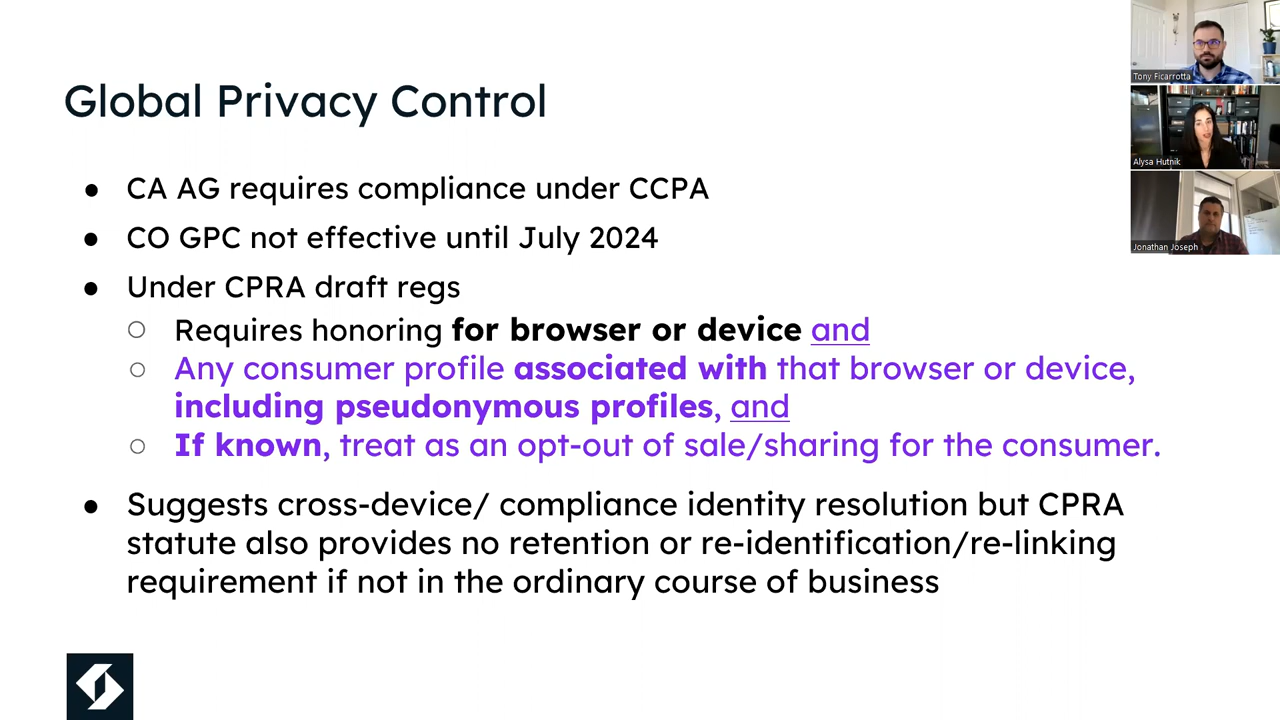 Global Privacy Control
● CA AG requires compliance under CCPA
● CO GPC not effective until July 2024
● Under CPRA draft regs
○ Requires honoring for browser or device and
○ Any consumer profile associated with that browser or device,
including pseudonymous profiles, and
○ If known, treat as an opt-out of sale/sharing for the consumer.
● Suggests cross-device/ compliance identity resolution but CPRA
statute also provides no retention or re-identification/re-linking
requirement if not in the ordinary course of business
Tony Ficarrotta
Alysa Hutnik
Jonathan Joseph